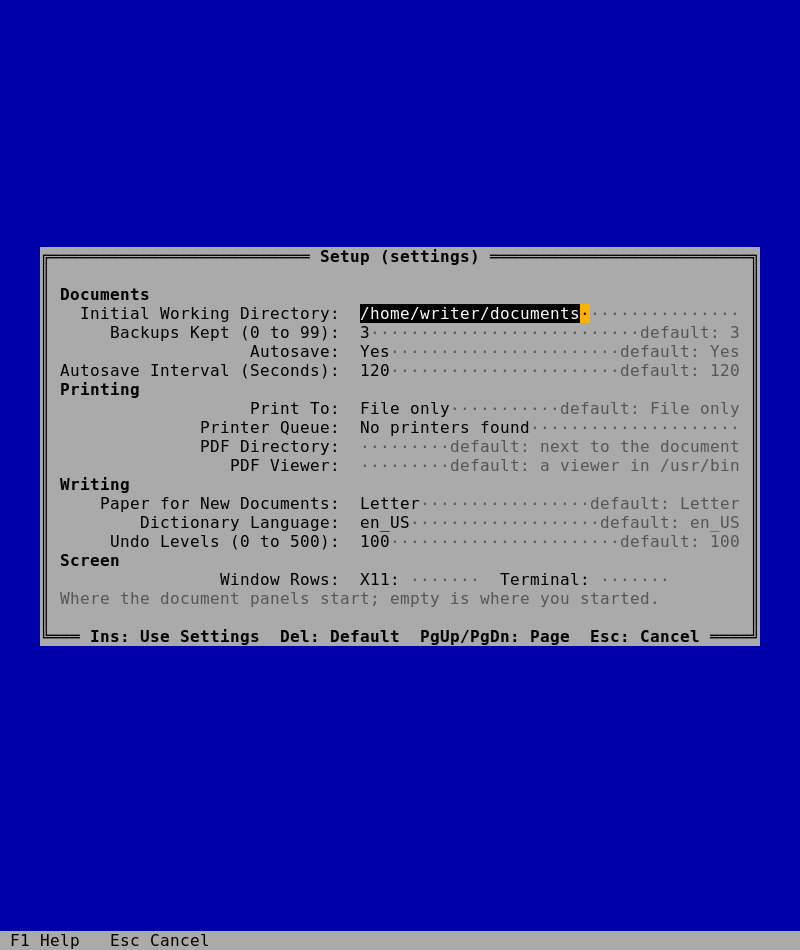 Setup (settings)
Documents
Initial Working Directory: /home/writer/documents
Backups Kept (0 to 99): 3 default: 3
Autosave: Yes default: Yes
Autosave Interval (Seconds): 120 default: 120
Printing
Print To: File only default: File only
Printer Queue: No printers found
PDF Directory: default: next to the document
PDF Viewer: default: a viewer in /usr/bin
Writing
Paper for New Documents: Letter default: Letter
Dictionary Language: en_US default: en_US
Undo Levels (0 to 500): 100 default: 100
Screen
Window Rows: X11: Terminal:
Where the document panels start; empty is where you started.
Ins: Use Settings Del: Default PgUp/PgDn: Page Esc: Cancel
F1 Help Esc Cancel